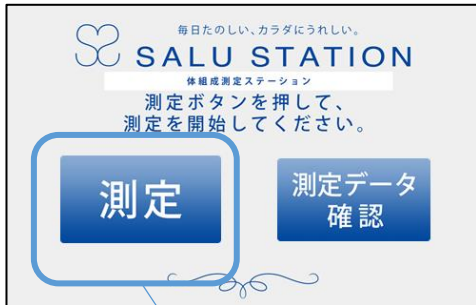 毎日たのしい、カラダにうれしい。
SALU STATION
体組成測定ステーション
測定ボタンを押して、
測定を開始してください。
測定
測定データ
確認